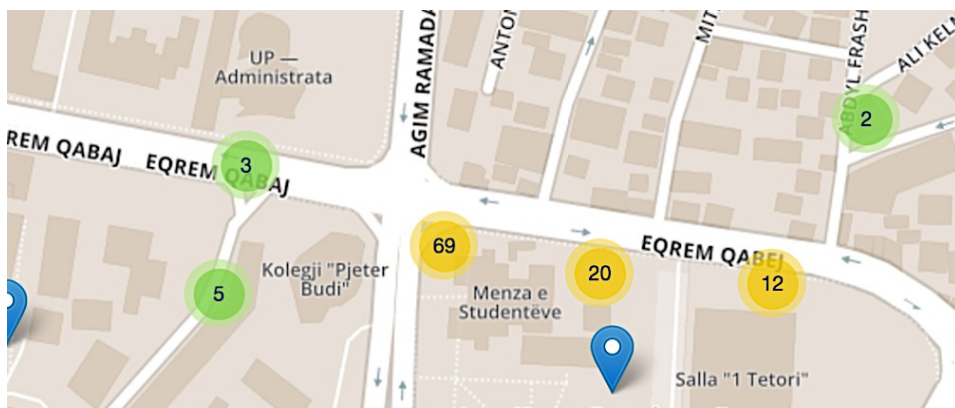 UP —
Administrata
AGIM RAMADA
ANTON
MIT
ABDYL FRASH
ALI KELM
2
REM QABAJ
EQREM QABAJ
3
69
20
EQREM QABEJ
12
5
Kolegji "Pjeter
Budi"
Menza e
Studentëve
Salla "1 Tetori"